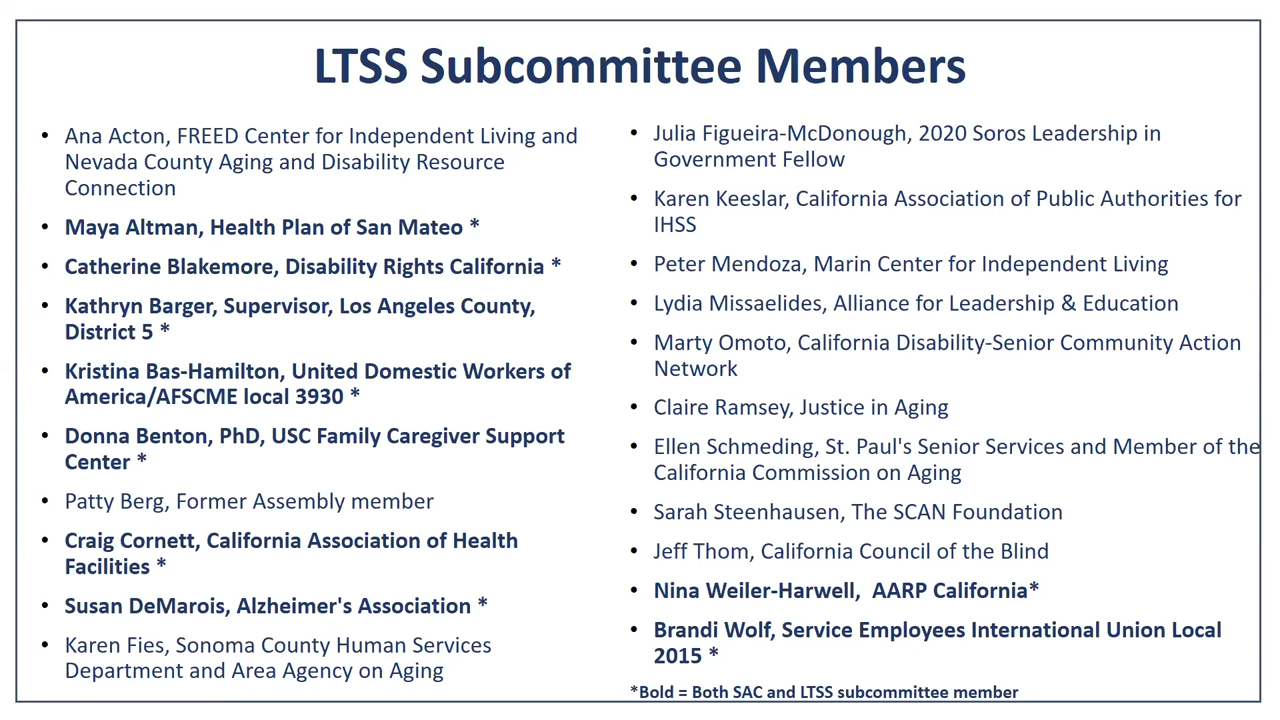 LTSS Subcommittee Members
• Ana Acton, FREED Center for Independent Living and
Nevada County Aging and Disability Resource
Connection
• Maya Altman, Health Plan of San Mateo *
• Catherine Blakemore, Disability Rights California *
• Kathryn Barger, Supervisor, Los Angeles County,
District 5 *
• Kristina Bas-Hamilton, United Domestic Workers of
America/AFSCME local 3930 *
• Donna Benton, PhD, USC Family Caregiver Support
Center *
• Patty Berg, Former Assembly member
• Craig Cornett, California Association of Health
Facilities *
• Susan DeMarois, Alzheimer's Association *
• Karen Fies, Sonoma County Human Services
Department and Area Agency on Aging
• Julia Figueira-McDonough, 2020 Soros Leadership in
Government Fellow
• Karen Keeslar, California Association of Public Authorities for
IHSS
• Peter Mendoza, Marin Center for Independent Living
• Lydia Missaelides, Alliance for Leadership & Education
• Marty Omoto, California Disability-Senior Community Action
Network
• Claire Ramsey, Justice in Aging
• Ellen Schmeding, St. Paul's Senior Services and Member of the
California Commission on Aging
• Sarah Steenhausen, The SCAN Foundation
• Jeff Thom, California Council of the Blind
• Nina Weiler-Harwell, AARP California*
• Brandi Wolf, Service Employees International Union Local
2015 *
*Bold = Both SAC and LTSS subcommittee member